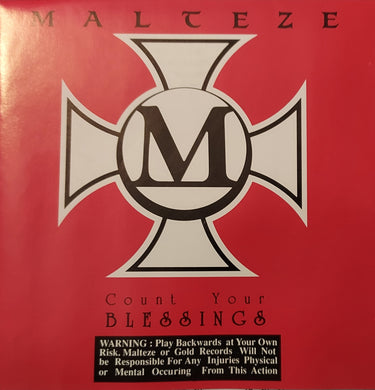 MALTEZE
M
Count Your
BLESSINGS
WARNING : Play Backwards at Your Own
Risk. Malteze or Gold Records Will Not
be Responsible For Any Injuries Physical
or Mental Occuring From This Action